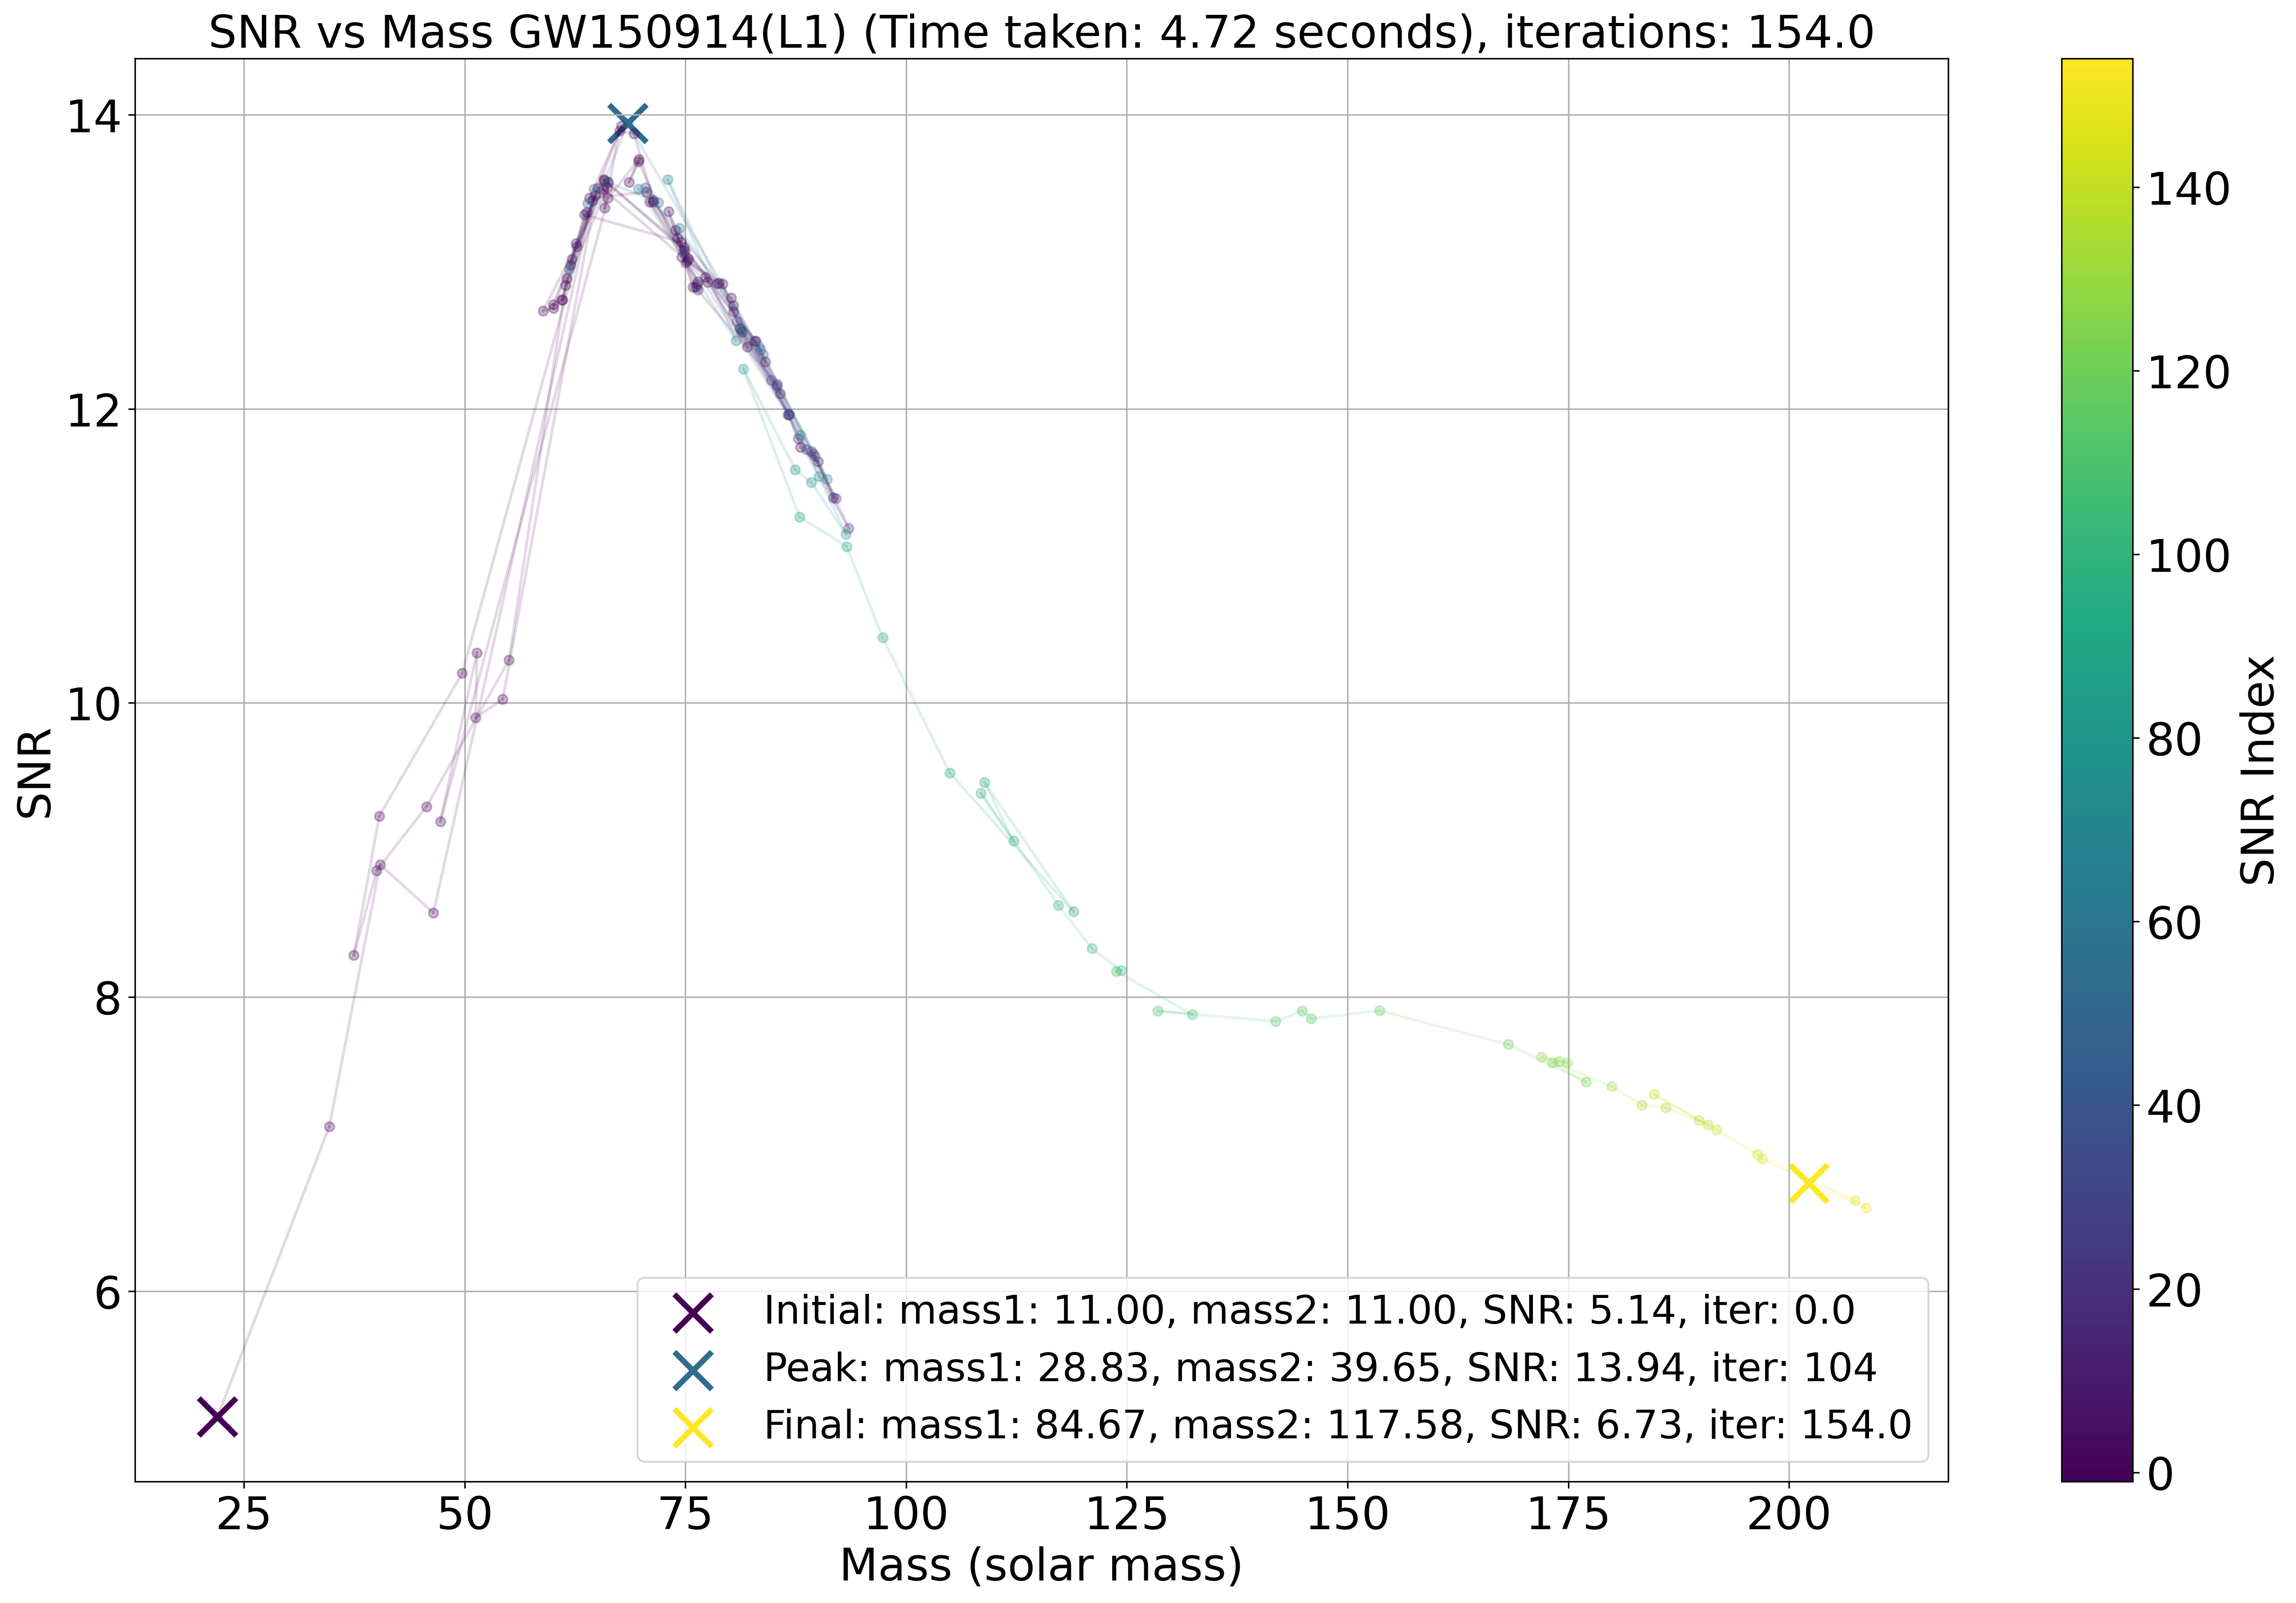 SNR vs Mass GW150914(L1) (Time taken: 4.72 seconds), iterations: 154.0
14
12
10
8
6
SNR
25 50 75 100 125 150 175 200
Mass (solar mass)
Initial: mass1: 11.00, mass2: 11.00, SNR: 5.14, iter: 0.0
Peak: mass1: 28.83, mass2: 39.65, SNR: 13.94, iter: 104
Final: mass1: 84.67, mass2: 117.58, SNR: 6.73, iter: 154.0
140
120
100
80
60
40
20
0
SNR Index